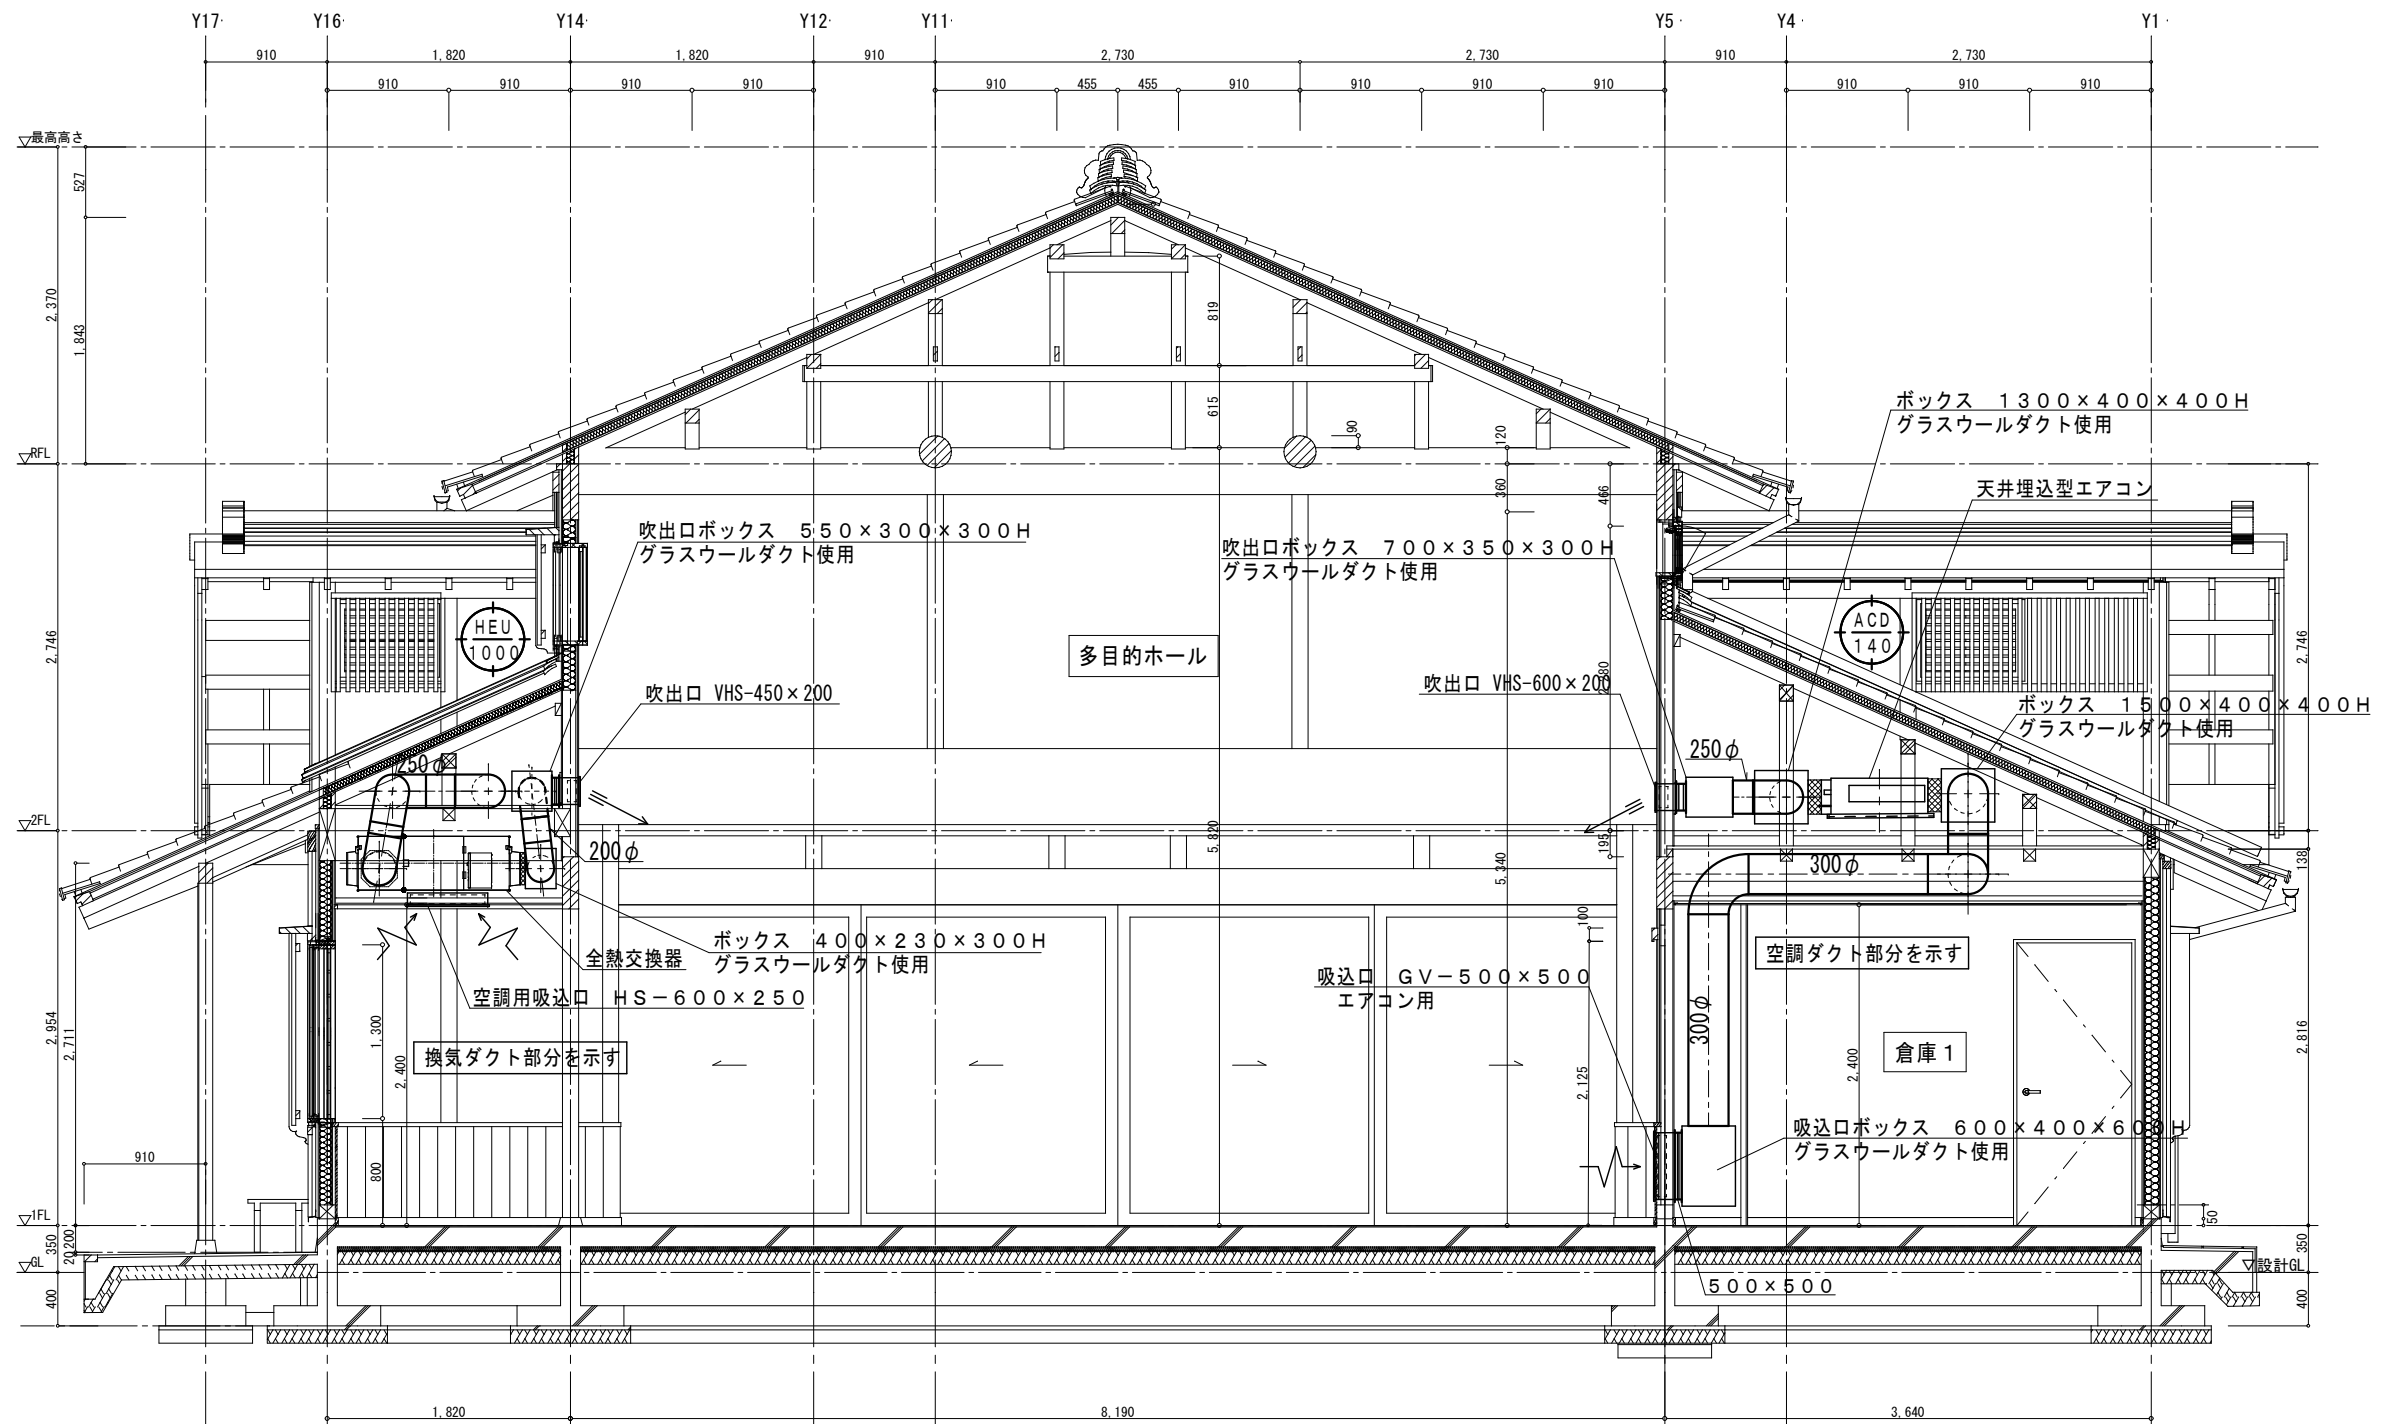 Y17 Y16 Y14 Y12 Y11 Y5 Y4 Y1
910 1,820 1,820 910 2,730 2,730 910 2,730
910 910 910 910 910 455 455 910 910 910 910 910 910 910
最高高さ
527
2,370
1,843
819
615
90
120
ボックス １３００×４００×４００Ｈ
グラスウールダクト使用
RFL
360
466
天井埋込型エアコン
吹出口ボックス ５５０×３００×３００Ｈ
グラスウールダクト使用
吹出口ボックス ７００×３５０×３００Ｈ
グラスウールダクト使用
HEU
1000
ACD
140
2,746
2,746
多目的ホール
吹出口 VHS-450×200
吹出口 VHS-600×200
ボックス １５００×４００×４００Ｈ
グラスウールダクト使用
250φ
250φ
2FL
200φ
5,820
195
138
300φ
5,340
100
ボックス ４００×２３０×３００Ｈ
グラスウールダクト使用
全熱交換器
空調用吸込口 ＨＳ－６００×２５０
吸込口 ＧＶ－５００×５００
エアコン用
空調ダクト部分を示す
300φ
2,954
2,711
1,300
2,400
換気ダクト部分を示す
2,125
2,400
倉庫１
2,816
吸込口ボックス ６００×４００×６００Ｈ
グラスウールダクト使用
910
800
1FL
50
350
200
20
350
GL
設計GL
５００×５００
400
400
1,820 8,190 3,640